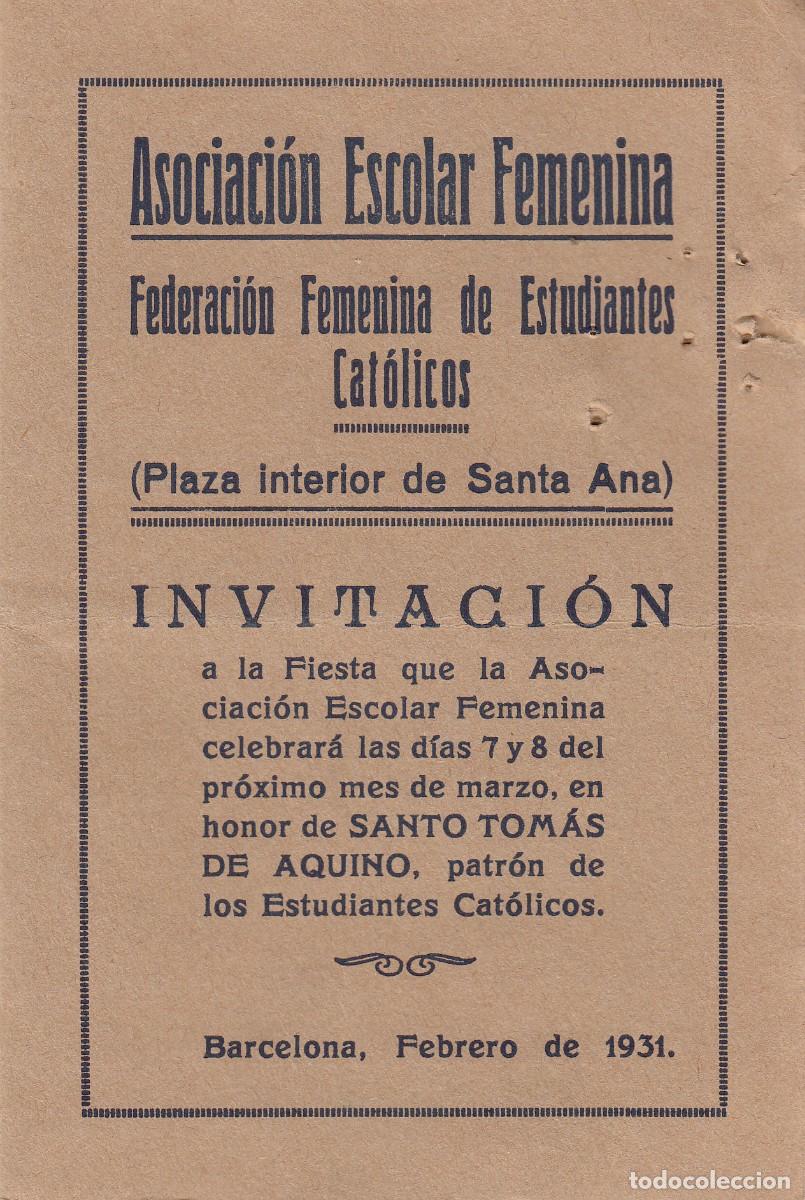 Asociación Escolar Femenina
Federación Femenina de Estudiantes
Católicos
(Plaza interior de Santa Ana)
INVITACIÓN
a la Fiesta que la Aso-
ciación Escolar Femenina
celebrará las días 7 y 8 del
próximo mes de marzo, en
honor de SANTO TOMÁS
DE AQUINO, patrón de
los Estudiantes Católicos.
Barcelona, Febrero de 1931.
todocoleccion